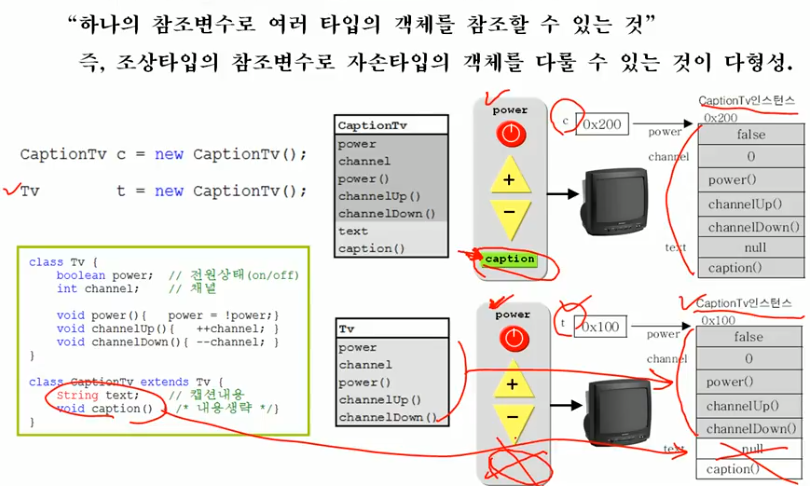 “하나의 참조변수로 여러 타입의 객체를 참조할 수 있는 것”
즉, 조상타입의 참조변수로 자손타입의 객체를 다룰 수 있는 것이 다형성.
CaptionTv c = new CaptionTv();
Tv t = new CaptionTv();
class Tv {
boolean power; // 전원상태(on/off)
int channel; // 채널
void power(){ power = !power;}
void channelUp(){ ++channel; }
void channelDown(){ --channel; }
}
class CaptionTv extends Tv {
String text; // 캡션내용
void caption() /* 내용생략 */}
}
CaptionTv
power
channel
power()
channelUp()
channelDown()
text
caption()
power
+
−
caption
c
0x200
CaptionTv인스턴스
0x200
power
false
channel
0
power()
channelUp()
channelDown()
text
null
caption()
Tv
power
channel
power()
channelUp()
channelDown()
power
+
−
t
0x100
CaptionTv인스턴스
0x100
power
false
channel
0
power()
channelUp()
channelDown()
text
null
caption()